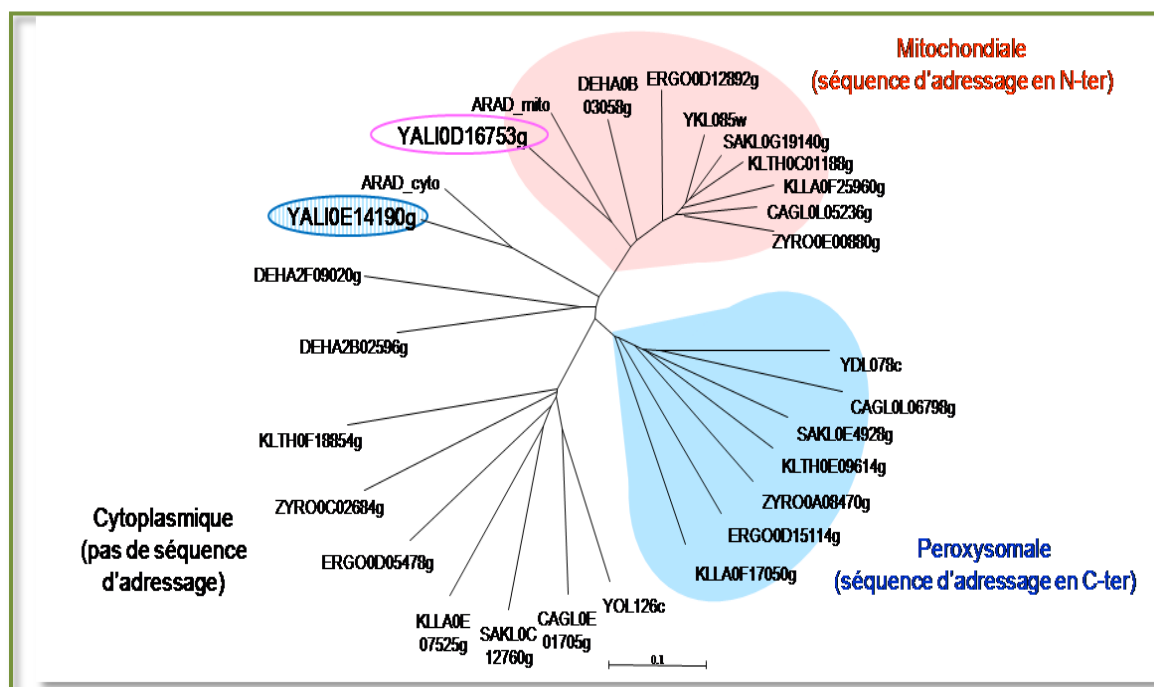 Mitochondiale
(séquence d'adressage en N-ter)
ERGO0D12892g
DEHA0B
03058g
ARAD_mito
YKL085w
YALI0D16753g
SAKL0G19140g
KLTH0C01188g
ARAD_cyto
KLLA0F25960g
YALI0E14190g
CAGL0L05236g
ZYRO0E00880g
DEHA2F09020g
DEHA2B02596g
YDL078c
CAGL0L06798g
SAKL0E4928g
KLTH0F18854g
KLTH0E09614g
ZYRO0A08470g
ZYRO0C02684g
Cytoplasmique
(pas de séquence
d'adressage)
ERGO0D15114g
ERGO0D05478g
Peroxysomale
(séquence d'adressage en C-ter)
KLLA0F17050g
YOL126c
KLLA0E
07525g
CAGL0E
01705g
SAKL0C
12760g
0.1